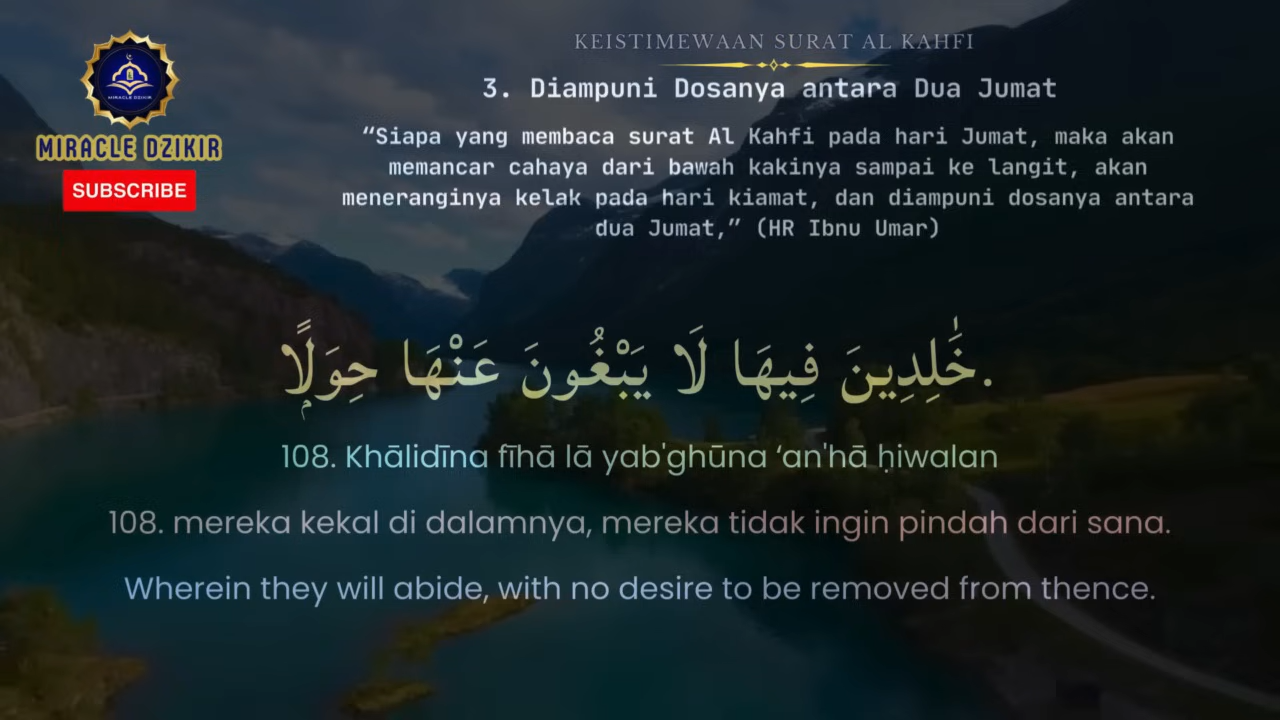 KEISTIMEWAAN SURAT AL KAHFI
3. Diampuni Dosanya antara Dua Jumat
“Siapa yang membaca surat Al Kahfi pada hari Jumat, maka akan
memancar cahaya dari bawah kakinya sampai ke langit, akan
meneranginya kelak pada hari kiamat, dan diampuni dosanya antara
dua Jumat,” (HR Ibnu Umar)
MIRACLE DZIKIR
MIRACLE DZIKIR
SUBSCRIBE
خَٰلِدِينَ فِيهَا لَا يَبْغُونَ عَنْهَا حِوَلًۭا.
108. Khālidīna fīhā lā yab'ghūna ‘an'hā ḥiwalan
108. mereka kekal di dalamnya, mereka tidak ingin pindah dari sana.
Wherein they will abide, with no desire to be removed from thence.